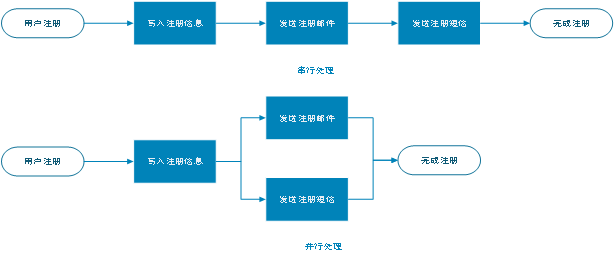 用户注册
写入注册信息
发送注册邮件
发送注册短信
完成注册
串行处理
用户注册
写入注册信息
发送注册邮件
发送注册短信
完成注册
并行处理